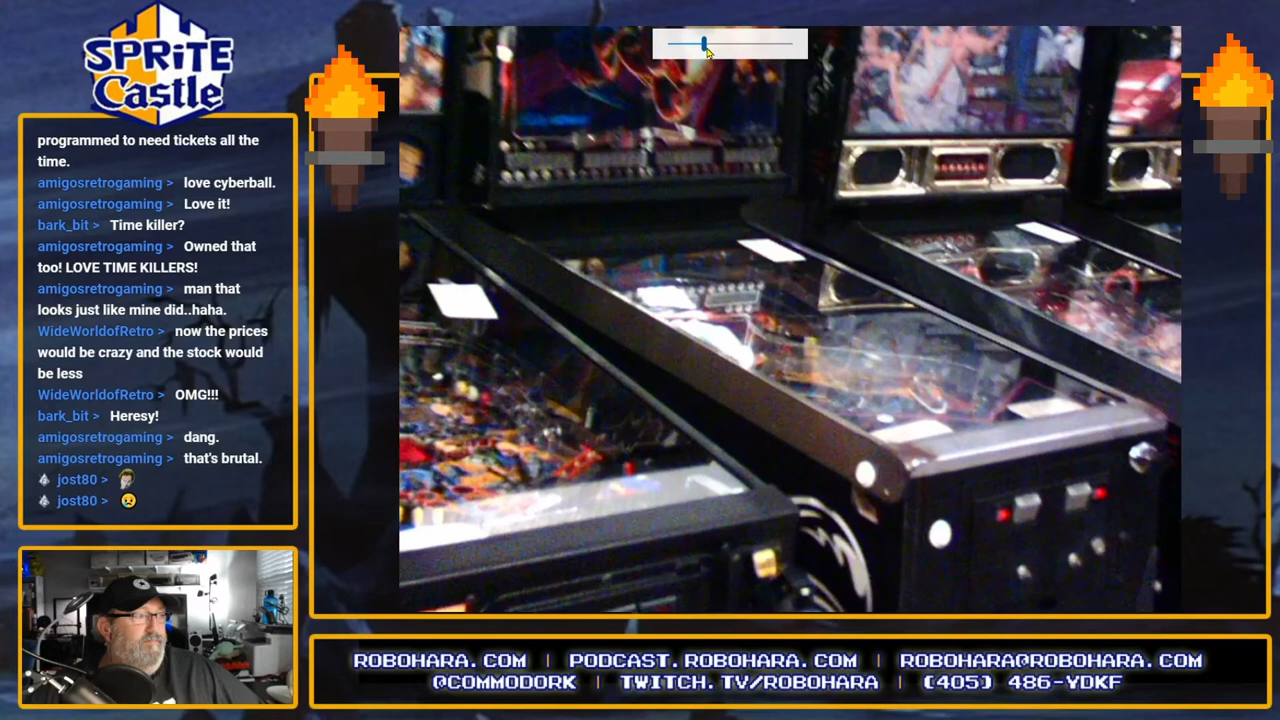 SPRiTE
Castle
programmed to need tickets all the
time.
amigosretrogaming > love cyberball.
amigosretrogaming > Love it!
bark_bit > Time killer?
amigosretrogaming > Owned that
too! LOVE TIME KILLERS!
amigosretrogaming > man that
looks just like mine did..haha.
WideWorldofRetro > now the prices
would be crazy and the stock would
be less
WideWorldofRetro > OMG!!!
bark_bit > Heresy!
amigosretrogaming > dang.
amigosretrogaming > that's brutal.
jost80 >
jost80 >
ROBOHARA.COM | PODCAST.ROBOHARA.COM | ROBOHARA@ROBOHARA.COM
@COMMODORK | TWITCH.TV/ROBOHARA | (405) 486-YDKF